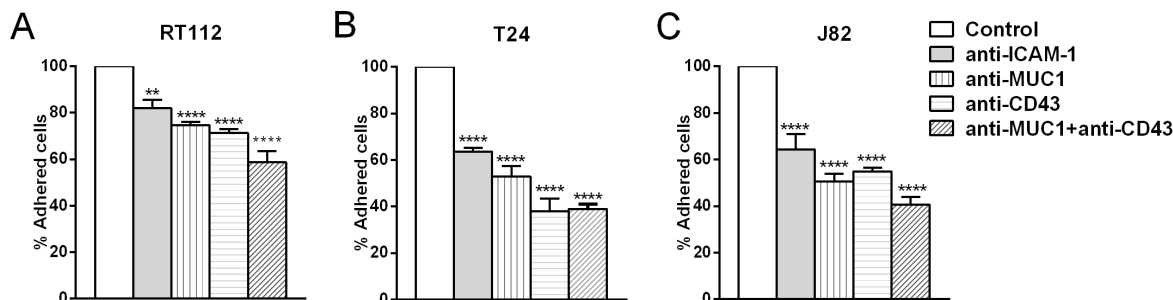 A
RT112
% Adhered cells
100
80
60
40
20
0
**
****
****
****
B
T24
% Adhered cells
100
80
60
40
20
0
****
****
****
****
C
J82
% Adhered cells
100
80
60
40
20
0
****
****
****
****
Control
anti-ICAM-1
anti-MUC1
anti-CD43
anti-MUC1+anti-CD43